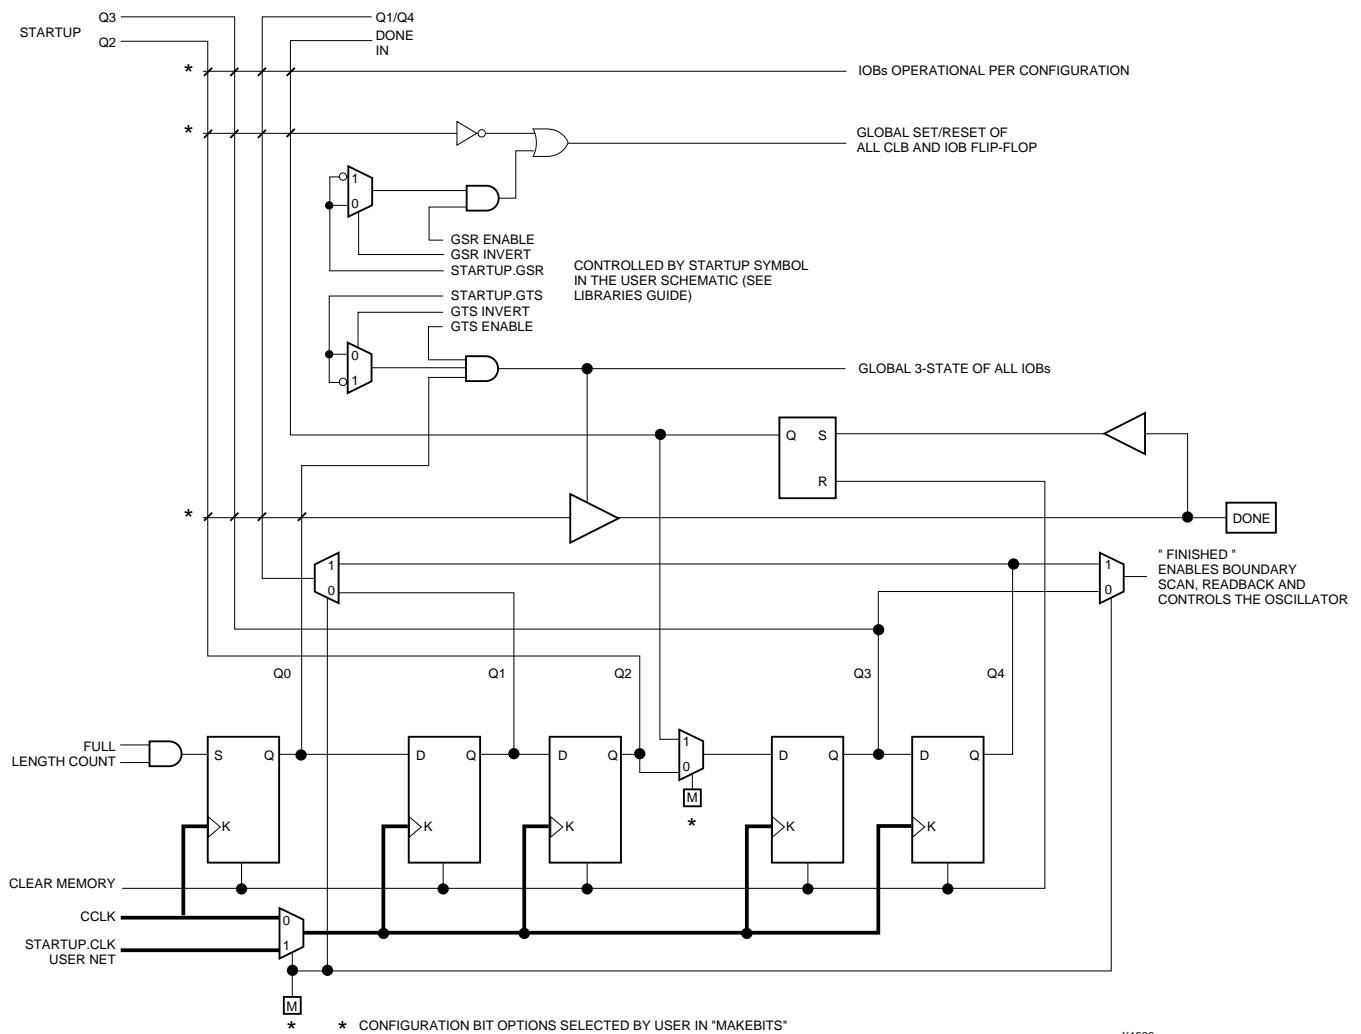 STARTUP
Q3
Q2
Q1/Q4
DONE
IN
*
IOBs OPERATIONAL PER CONFIGURATION
*
GLOBAL SET/RESET OF
ALL CLB AND IOB FLIP-FLOP
1
0
GSR ENABLE
GSR INVERT
STARTUP.GSR
CONTROLLED BY STARTUP SYMBOL
IN THE USER SCHEMATIC (SEE
LIBRARIES GUIDE)
STARTUP.GTS
GTS INVERT
GTS ENABLE
0
1
GLOBAL 3-STATE OF ALL IOBs
Q S
R
*
DONE
1
0
1
0
" FINISHED "
ENABLES BOUNDARY
SCAN, READBACK AND
CONTROLS THE OSCILLATOR
Q0
Q1
Q2
Q3
Q4
FULL
LENGTH COUNT
S Q
K
D Q
K
D Q
K
1
0
M
*
D Q
K
D Q
K
CLEAR MEMORY
CCLK
STARTUP.CLK
USER NET
0
1
M
*
* CONFIGURATION BIT OPTIONS SELECTED BY USER IN "MAKEBITS"